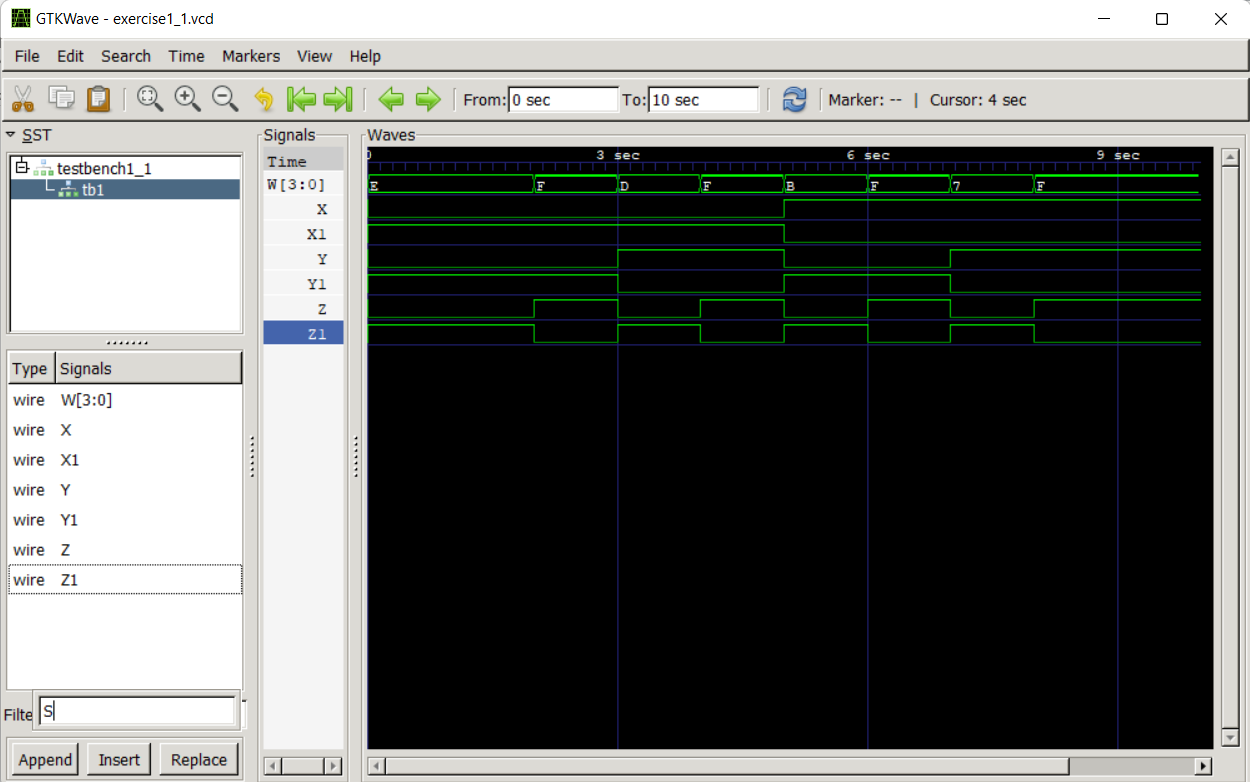 GTKWave - exercise1_1.vcd
File Edit Search Time Markers View Help
From: 0 sec To: 10 sec Marker: -- | Cursor: 4 sec
SST
testbench1_1
tb1
Type Signals
wire W[3:0]
wire X
wire X1
wire Y
wire Y1
wire Z
wire Z1
Filte S
Append Insert Replace
Signals
Time
W[3:0]
X
X1
Y
Y1
Z
Z1
Waves
0 3 sec 6 sec 9 sec
E F D F B F 7 F